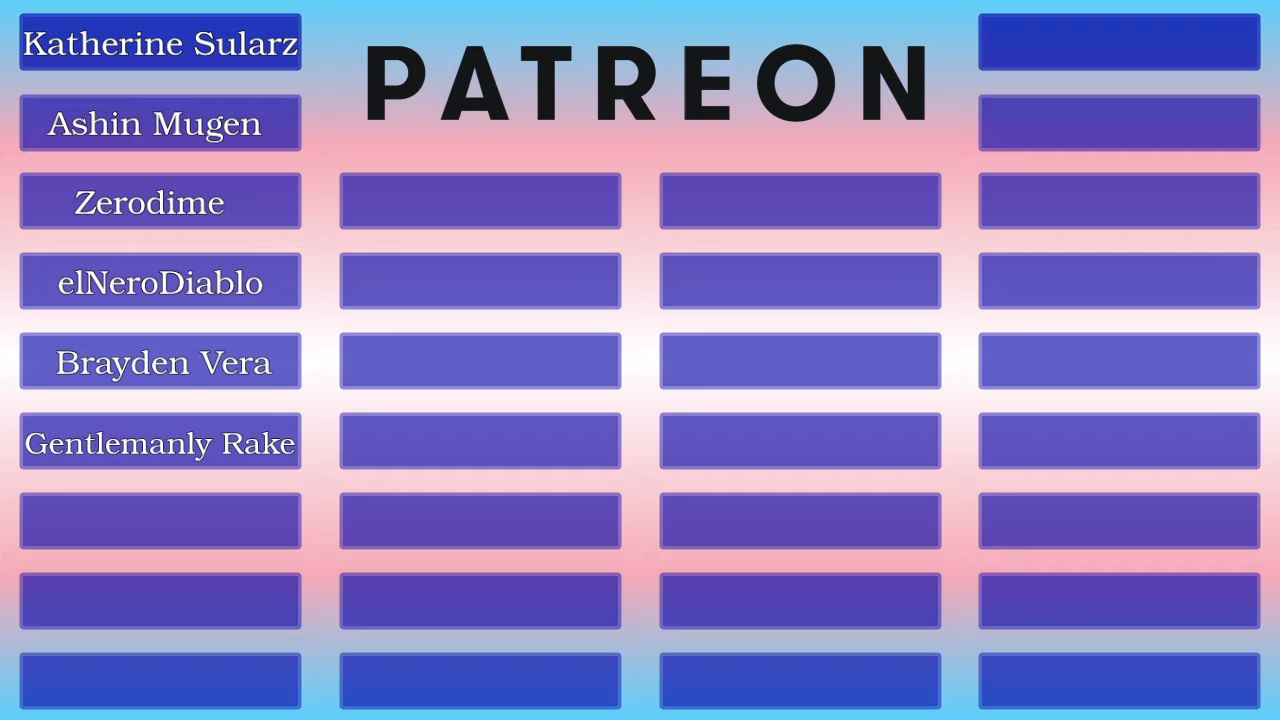 PATREON
Katherine Sularz
Ashin Mugen
Zerodime
elNeroDiablo
Brayden Vera
Gentlemanly Rake